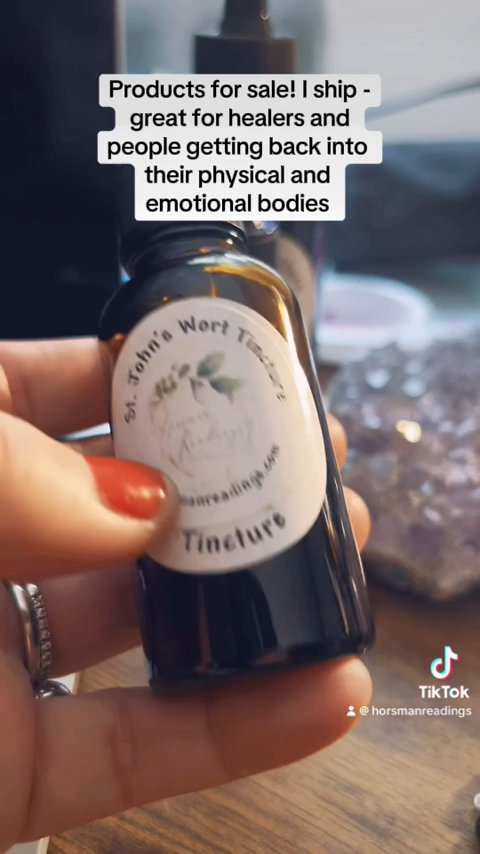 Products for sale! I ship -
great for healers and
people getting back into
their physical and
emotional bodies
St. John's Wort Tincture
manreadings.com
Tincture
TikTok
@ horsmanreadings